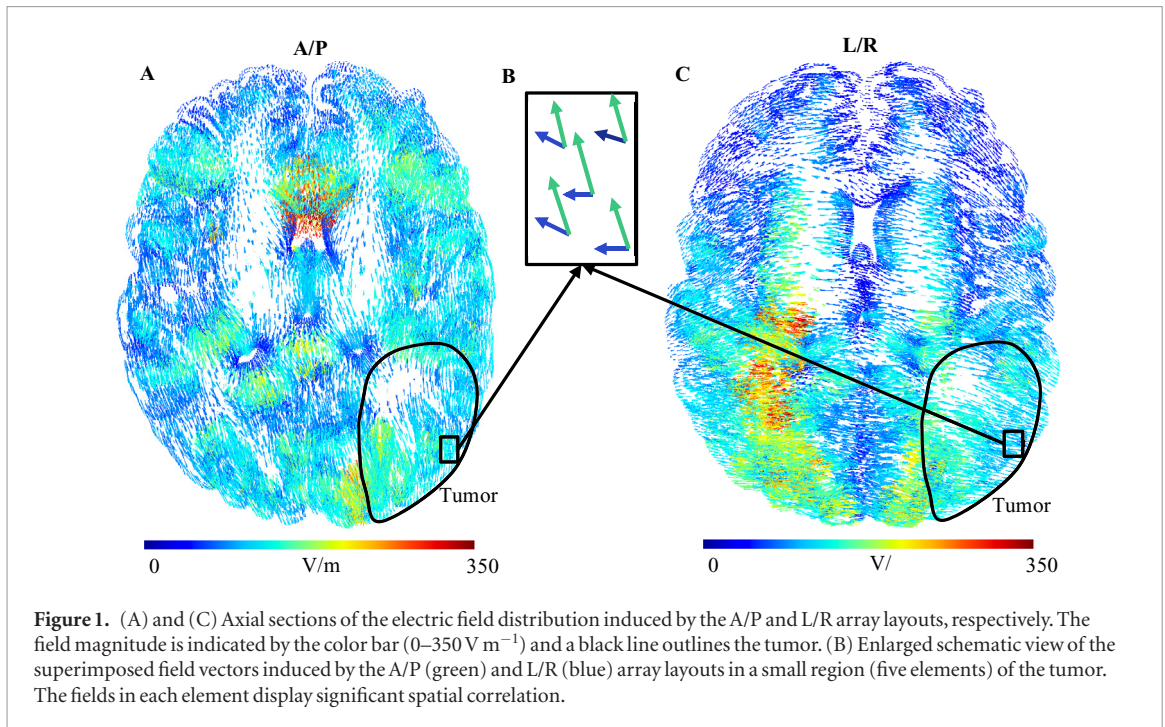 A/P
L/R
A
B
C
Tumor
Tumor
0
V/m
350
0
V/
350
Figure 1. (A) and (C) Axial sections of the electric field distribution induced by the A/P and L/R array layouts, respectively. The
field magnitude is indicated by the color bar (0–350 V m⁻¹) and a black line outlines the tumor. (B) Enlarged schematic view of the
superimposed field vectors induced by the A/P (green) and L/R (blue) array layouts in a small region (five elements) of the tumor.
The fields in each element display significant spatial correlation.